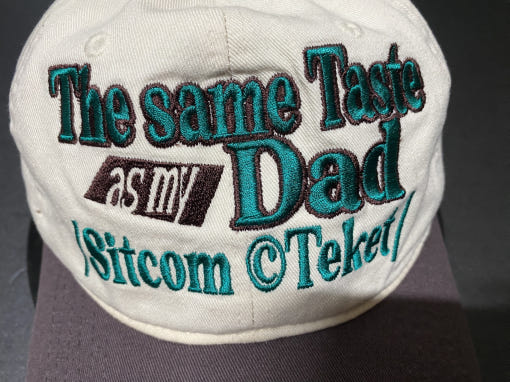 The same Taste
as my Dad
/Sitcom ©Teket/